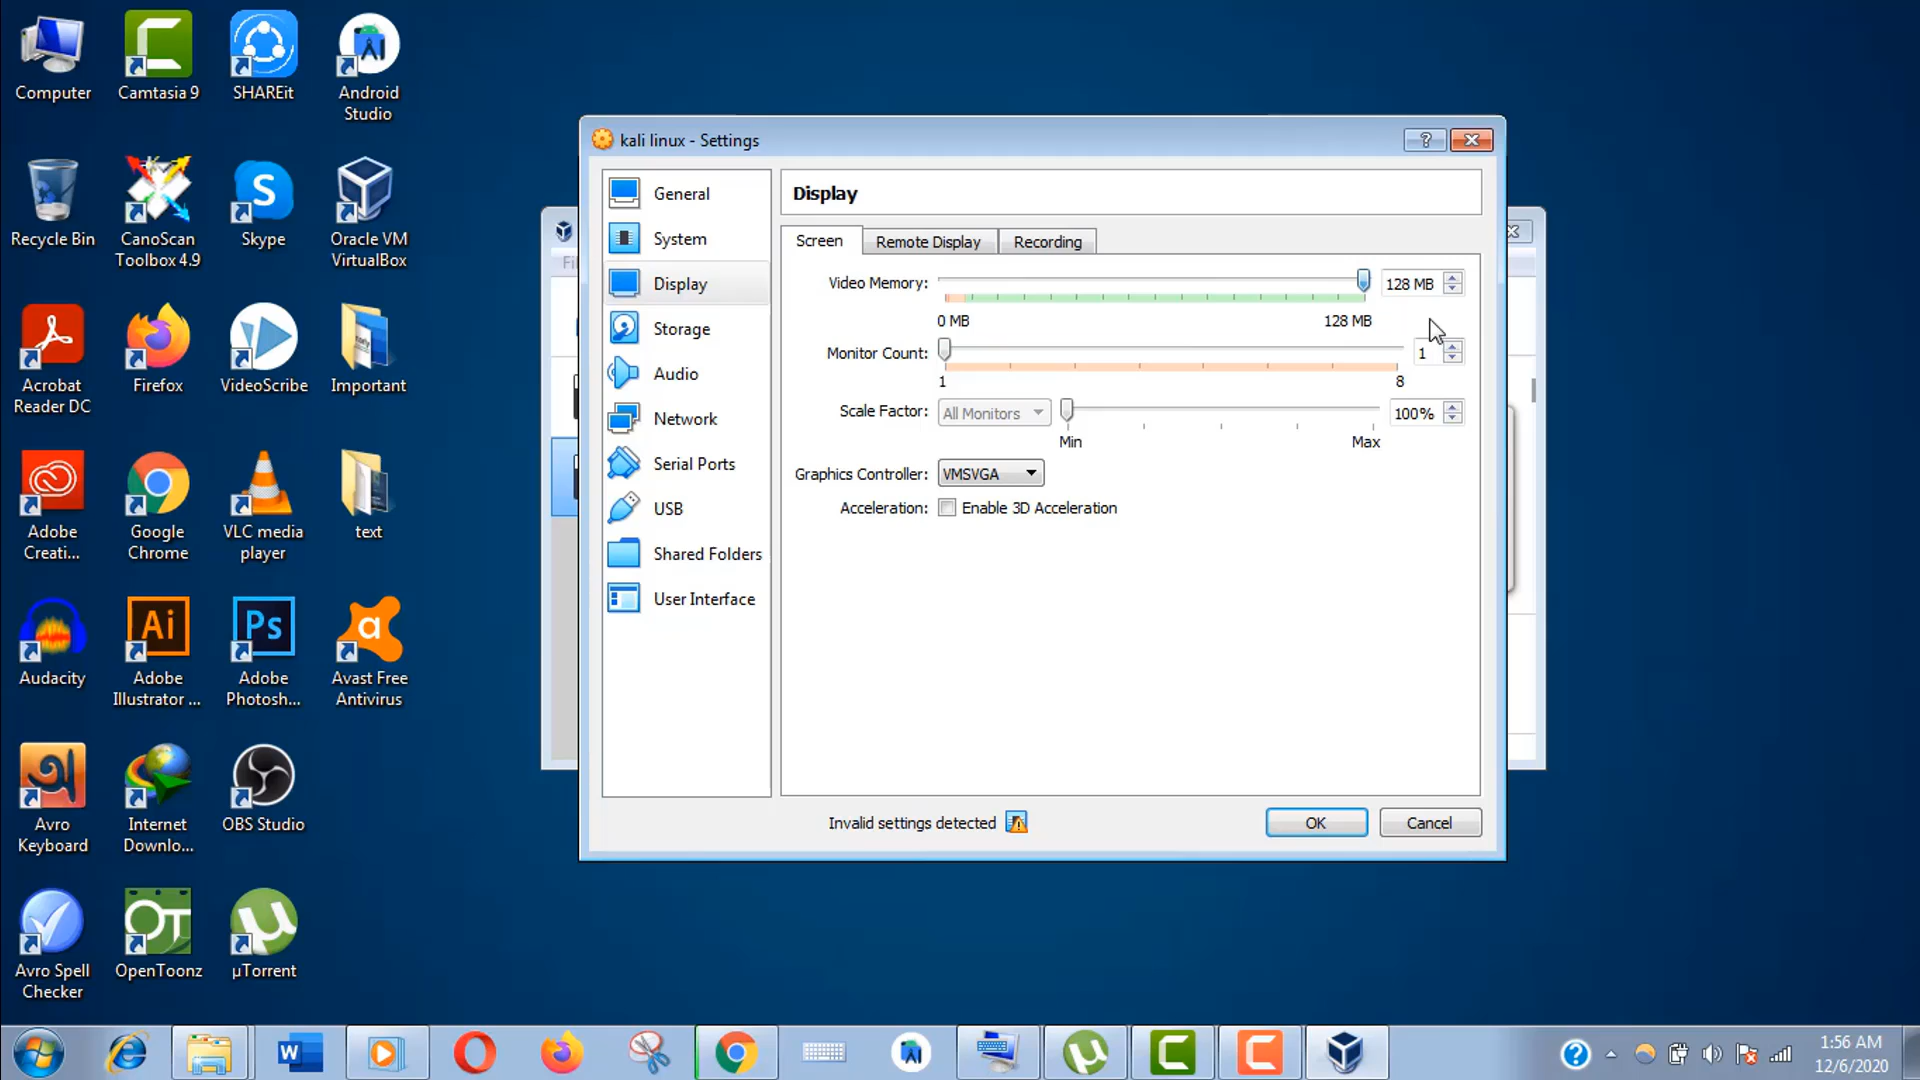 Computer
Camtasia 9
SHAREit
Android
Studio
Recycle Bin
CanoScan
Toolbox 4.9
Skype
Oracle VM
VirtualBox
Acrobat
Reader DC
Firefox
VideoScribe
Important
Adobe
Creati...
Google
Chrome
VLC media
player
text
Audacity
Adobe
Illustrator ...
Adobe
Photosh...
Avast Free
Antivirus
Avro
Keyboard
Internet
Downlo...
OBS Studio
Avro Spell
Checker
OpenToonz
µTorrent
kali linux - Settings
General
System
Display
Storage
Audio
Network
Serial Ports
USB
Shared Folders
User Interface
Display
Screen
Remote Display
Recording
Video Memory:
128 MB
0 MB
128 MB
Monitor Count:
1
1
8
Scale Factor:
All Monitors
100%
Min
Max
Graphics Controller:
VMSVGA
Acceleration:
Enable 3D Acceleration
Invalid settings detected
OK
Cancel
1:56 AM
12/6/2020